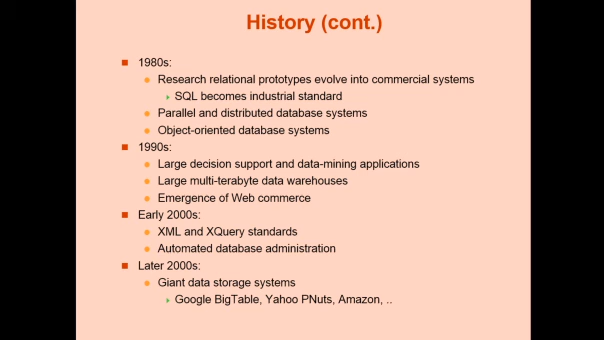 History (cont.)
1980s:
Research relational prototypes evolve into commercial systems
SQL becomes industrial standard
Parallel and distributed database systems
Object-oriented database systems
1990s:
Large decision support and data-mining applications
Large multi-terabyte data warehouses
Emergence of Web commerce
Early 2000s:
XML and XQuery standards
Automated database administration
Later 2000s:
Giant data storage systems
Google BigTable, Yahoo PNuts, Amazon, ..